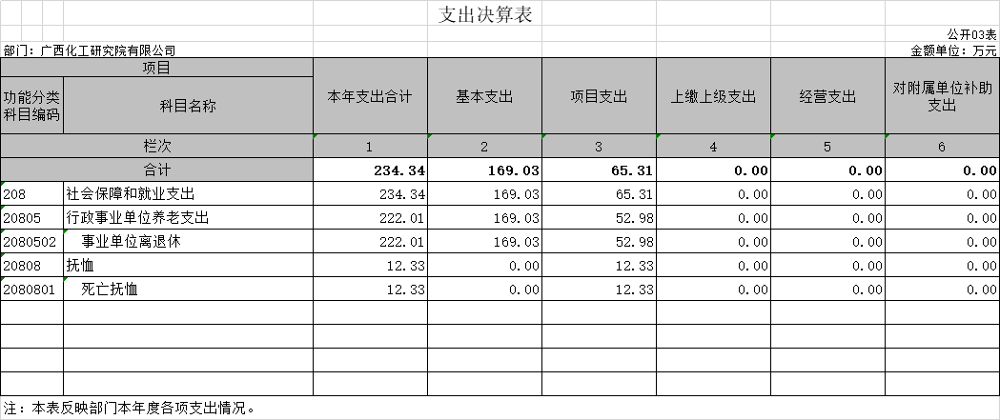 支出决算表
公开03表
部门：广西化工研究院有限公司 金额单位：万元
项目 本年支出合计 基本支出 项目支出 上缴上级支出 经营支出 对附属单位补助支出
功能分类科目编码 科目名称
栏次 1 2 3 4 5 6
合计 234.34 169.03 65.31 0.00 0.00 0.00
208 社会保障和就业支出 234.34 169.03 65.31 0.00 0.00 0.00
20805 行政事业单位养老支出 222.01 169.03 52.98 0.00 0.00 0.00
2080502 事业单位离退休 222.01 169.03 52.98 0.00 0.00 0.00
20808 抚恤 12.33 0.00 12.33 0.00 0.00 0.00
2080801 死亡抚恤 12.33 0.00 12.33 0.00 0.00 0.00
注：本表反映部门本年度各项支出情况。